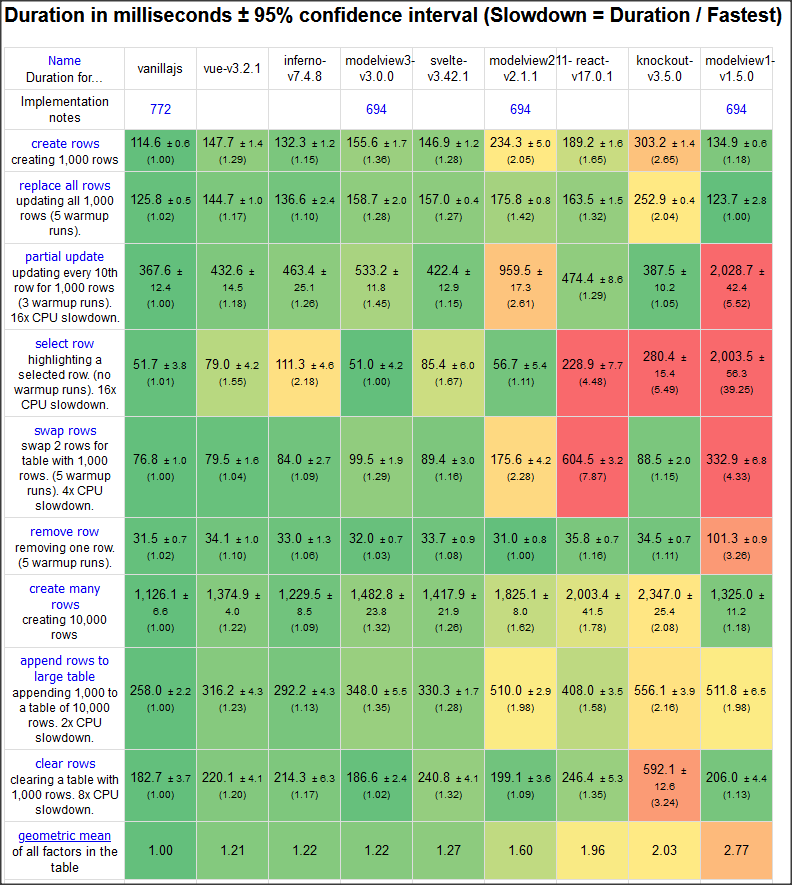 Duration in milliseconds ± 95% confidence interval (Slowdown = Duration / Fastest)
Name
Duration for...
vanillajs
vue-v3.2.1
inferno-
v7.4.8
modelview3-
v3.0.0
svelte-
v3.42.1
modelview211-
v2.1.1
react-
v17.0.1
knockout-
v3.5.0
modelview1-
v1.5.0
Implementation
notes
772
694
694
694
create rows
creating 1,000 rows
114.6 ± 0.6
(1.00)
147.7 ± 1.4
(1.29)
132.3 ± 1.2
(1.15)
155.6 ± 1.7
(1.36)
146.9 ± 1.2
(1.28)
234.3 ± 5.0
(2.05)
189.2 ± 1.6
(1.65)
303.2 ± 1.4
(2.65)
134.9 ± 0.6
(1.18)
replace all rows
updating all 1,000
rows (5 warmup
runs).
125.8 ± 0.5
(1.02)
144.7 ± 1.0
(1.17)
136.6 ± 2.4
(1.10)
158.7 ± 2.0
(1.28)
157.0 ± 0.4
(1.27)
175.8 ± 0.8
(1.42)
163.5 ± 1.5
(1.32)
252.9 ± 0.4
(2.04)
123.7 ± 2.8
(1.00)
partial update
updating every 10th
row for 1,000 rows
(3 warmup runs).
16x CPU slowdown.
367.6 ±
12.4
(1.00)
432.6 ±
14.5
(1.18)
463.4 ±
25.1
(1.26)
533.2 ±
11.8
(1.45)
422.4 ±
12.9
(1.15)
959.5 ±
17.3
(2.61)
474.4 ± 8.6
(1.29)
387.5 ±
10.2
(1.05)
2,028.7 ±
42.4
(5.52)
select row
highlighting a
selected row. (no
warmup runs). 16x
CPU slowdown.
51.7 ± 3.8
(1.01)
79.0 ± 4.2
(1.55)
111.3 ± 4.6
(2.18)
51.0 ± 4.2
(1.00)
85.4 ± 6.0
(1.67)
56.7 ± 5.4
(1.11)
228.9 ± 7.7
(4.48)
280.4 ±
15.4
(5.49)
2,003.5 ±
56.3
(39.25)
swap rows
swap 2 rows for
table with 1,000
rows. (5 warmup
runs). 4x CPU
slowdown.
76.8 ± 1.0
(1.00)
79.5 ± 1.6
(1.04)
84.0 ± 2.7
(1.09)
99.5 ± 1.9
(1.29)
89.4 ± 3.0
(1.16)
175.6 ± 4.2
(2.28)
604.5 ± 3.2
(7.87)
88.5 ± 2.0
(1.15)
332.9 ± 6.8
(4.33)
remove row
removing one row.
(5 warmup runs).
31.5 ± 0.7
(1.02)
34.1 ± 1.0
(1.10)
33.0 ± 1.3
(1.06)
32.0 ± 0.7
(1.03)
33.7 ± 0.9
(1.08)
31.0 ± 0.8
(1.00)
35.8 ± 0.7
(1.16)
34.5 ± 0.7
(1.11)
101.3 ± 0.9
(3.26)
create many
rows
creating 10,000
rows
1,126.1 ±
6.6
(1.00)
1,374.9 ±
4.0
(1.22)
1,229.5 ±
8.5
(1.09)
1,482.8 ±
23.8
(1.32)
1,417.9 ±
21.9
(1.26)
1,825.1 ±
8.0
(1.62)
2,003.4 ±
41.5
(1.78)
2,347.0 ±
25.4
(2.08)
1,325.0 ±
11.2
(1.18)
append rows to
large table
appending 1,000 to
a table of 10,000
rows. 2x CPU
slowdown.
258.0 ± 2.2
(1.00)
316.2 ± 4.3
(1.23)
292.2 ± 4.3
(1.13)
348.0 ± 5.5
(1.35)
330.3 ± 1.7
(1.28)
510.0 ± 2.9
(1.98)
408.0 ± 3.5
(1.58)
556.1 ± 3.9
(2.16)
511.8 ± 6.5
(1.98)
clear rows
clearing a table with
1,000 rows. 8x CPU
slowdown.
182.7 ± 3.7
(1.00)
220.1 ± 4.1
(1.20)
214.3 ± 6.3
(1.17)
186.6 ± 2.4
(1.02)
240.8 ± 4.1
(1.32)
199.1 ± 3.6
(1.09)
246.4 ± 5.3
(1.35)
592.1 ±
12.6
(3.24)
206.0 ± 4.4
(1.13)
geometric mean
of all factors in the
table
1.00
1.21
1.22
1.22
1.27
1.60
1.96
2.03
2.77